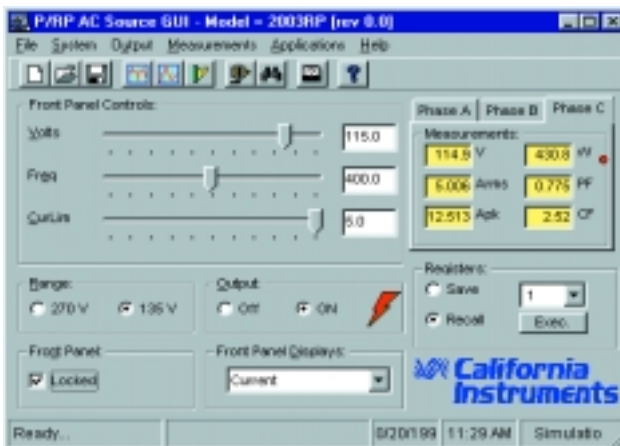 P/RP AC Source GUI - Model = 2003RP (rev 0.0)
File System Output Measurements Applications Help
Front Panel Controls:
Volts 115.0
Freq 400.0
CurLim 5.0
Phase A Phase B Phase C
Measurements:
114.9 V 430.8 W
5.006 Arms 0.775 PF
12.513 Apk 2.52 CF
Range:
270 V 135 V
Output:
Off ON
Registers:
Save 1
Recall Exec.
Front Panel:
Locked
Front Panel Displays:
Current
California
Instruments
Ready... 11:29 AM Simulatio